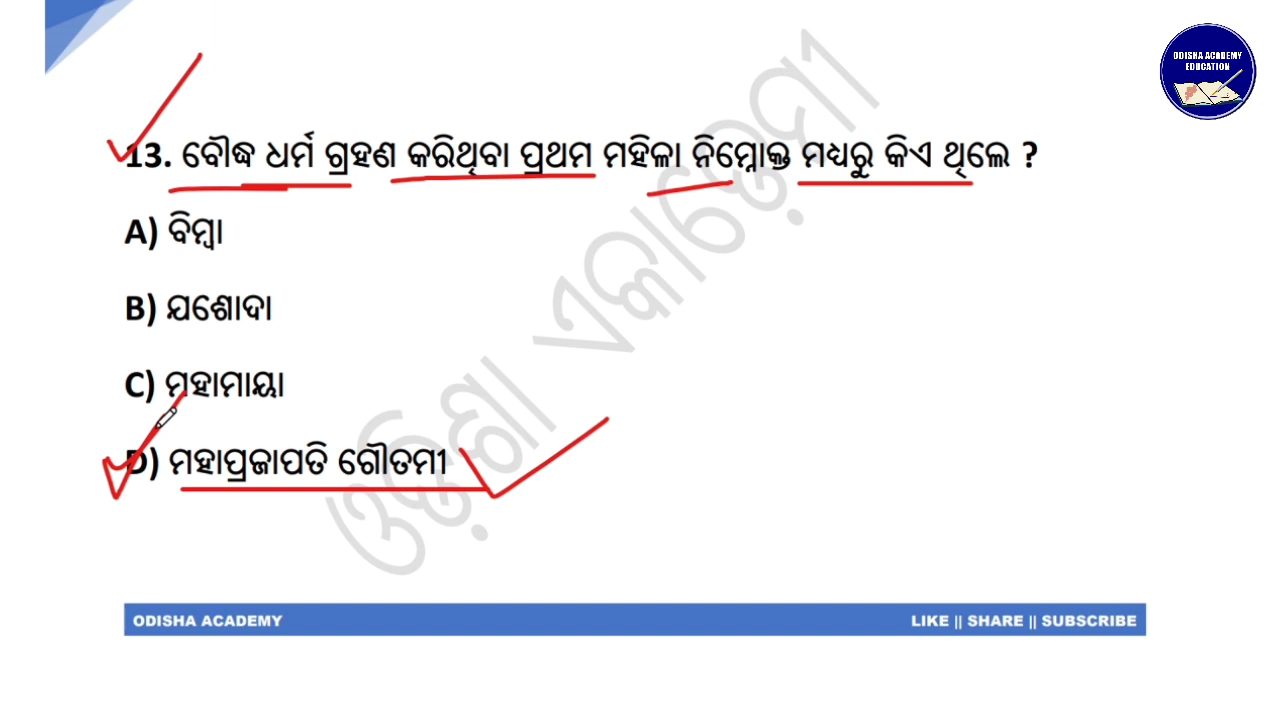 ODISHA ACADEMY
EDUCATION
13. ବୌଦ୍ଧ ଧର୍ମ ଗ୍ରହଣ କରିଥିବା ପ୍ରଥମ ମହିଳା ନିମ୍ନୋକ୍ତ ମଧ୍ୟରୁ କିଏ ଥିଲେ ?
A) ବିମ୍ବା
B) ଯଶୋଦା
C) ମହାମାୟା
D) ମହାପ୍ରଜାପତି ଗୌତମୀ
ଓଡ଼ିଶା ଏକାଡ଼େମୀ
ODISHA ACADEMY
LIKE || SHARE || SUBSCRIBE